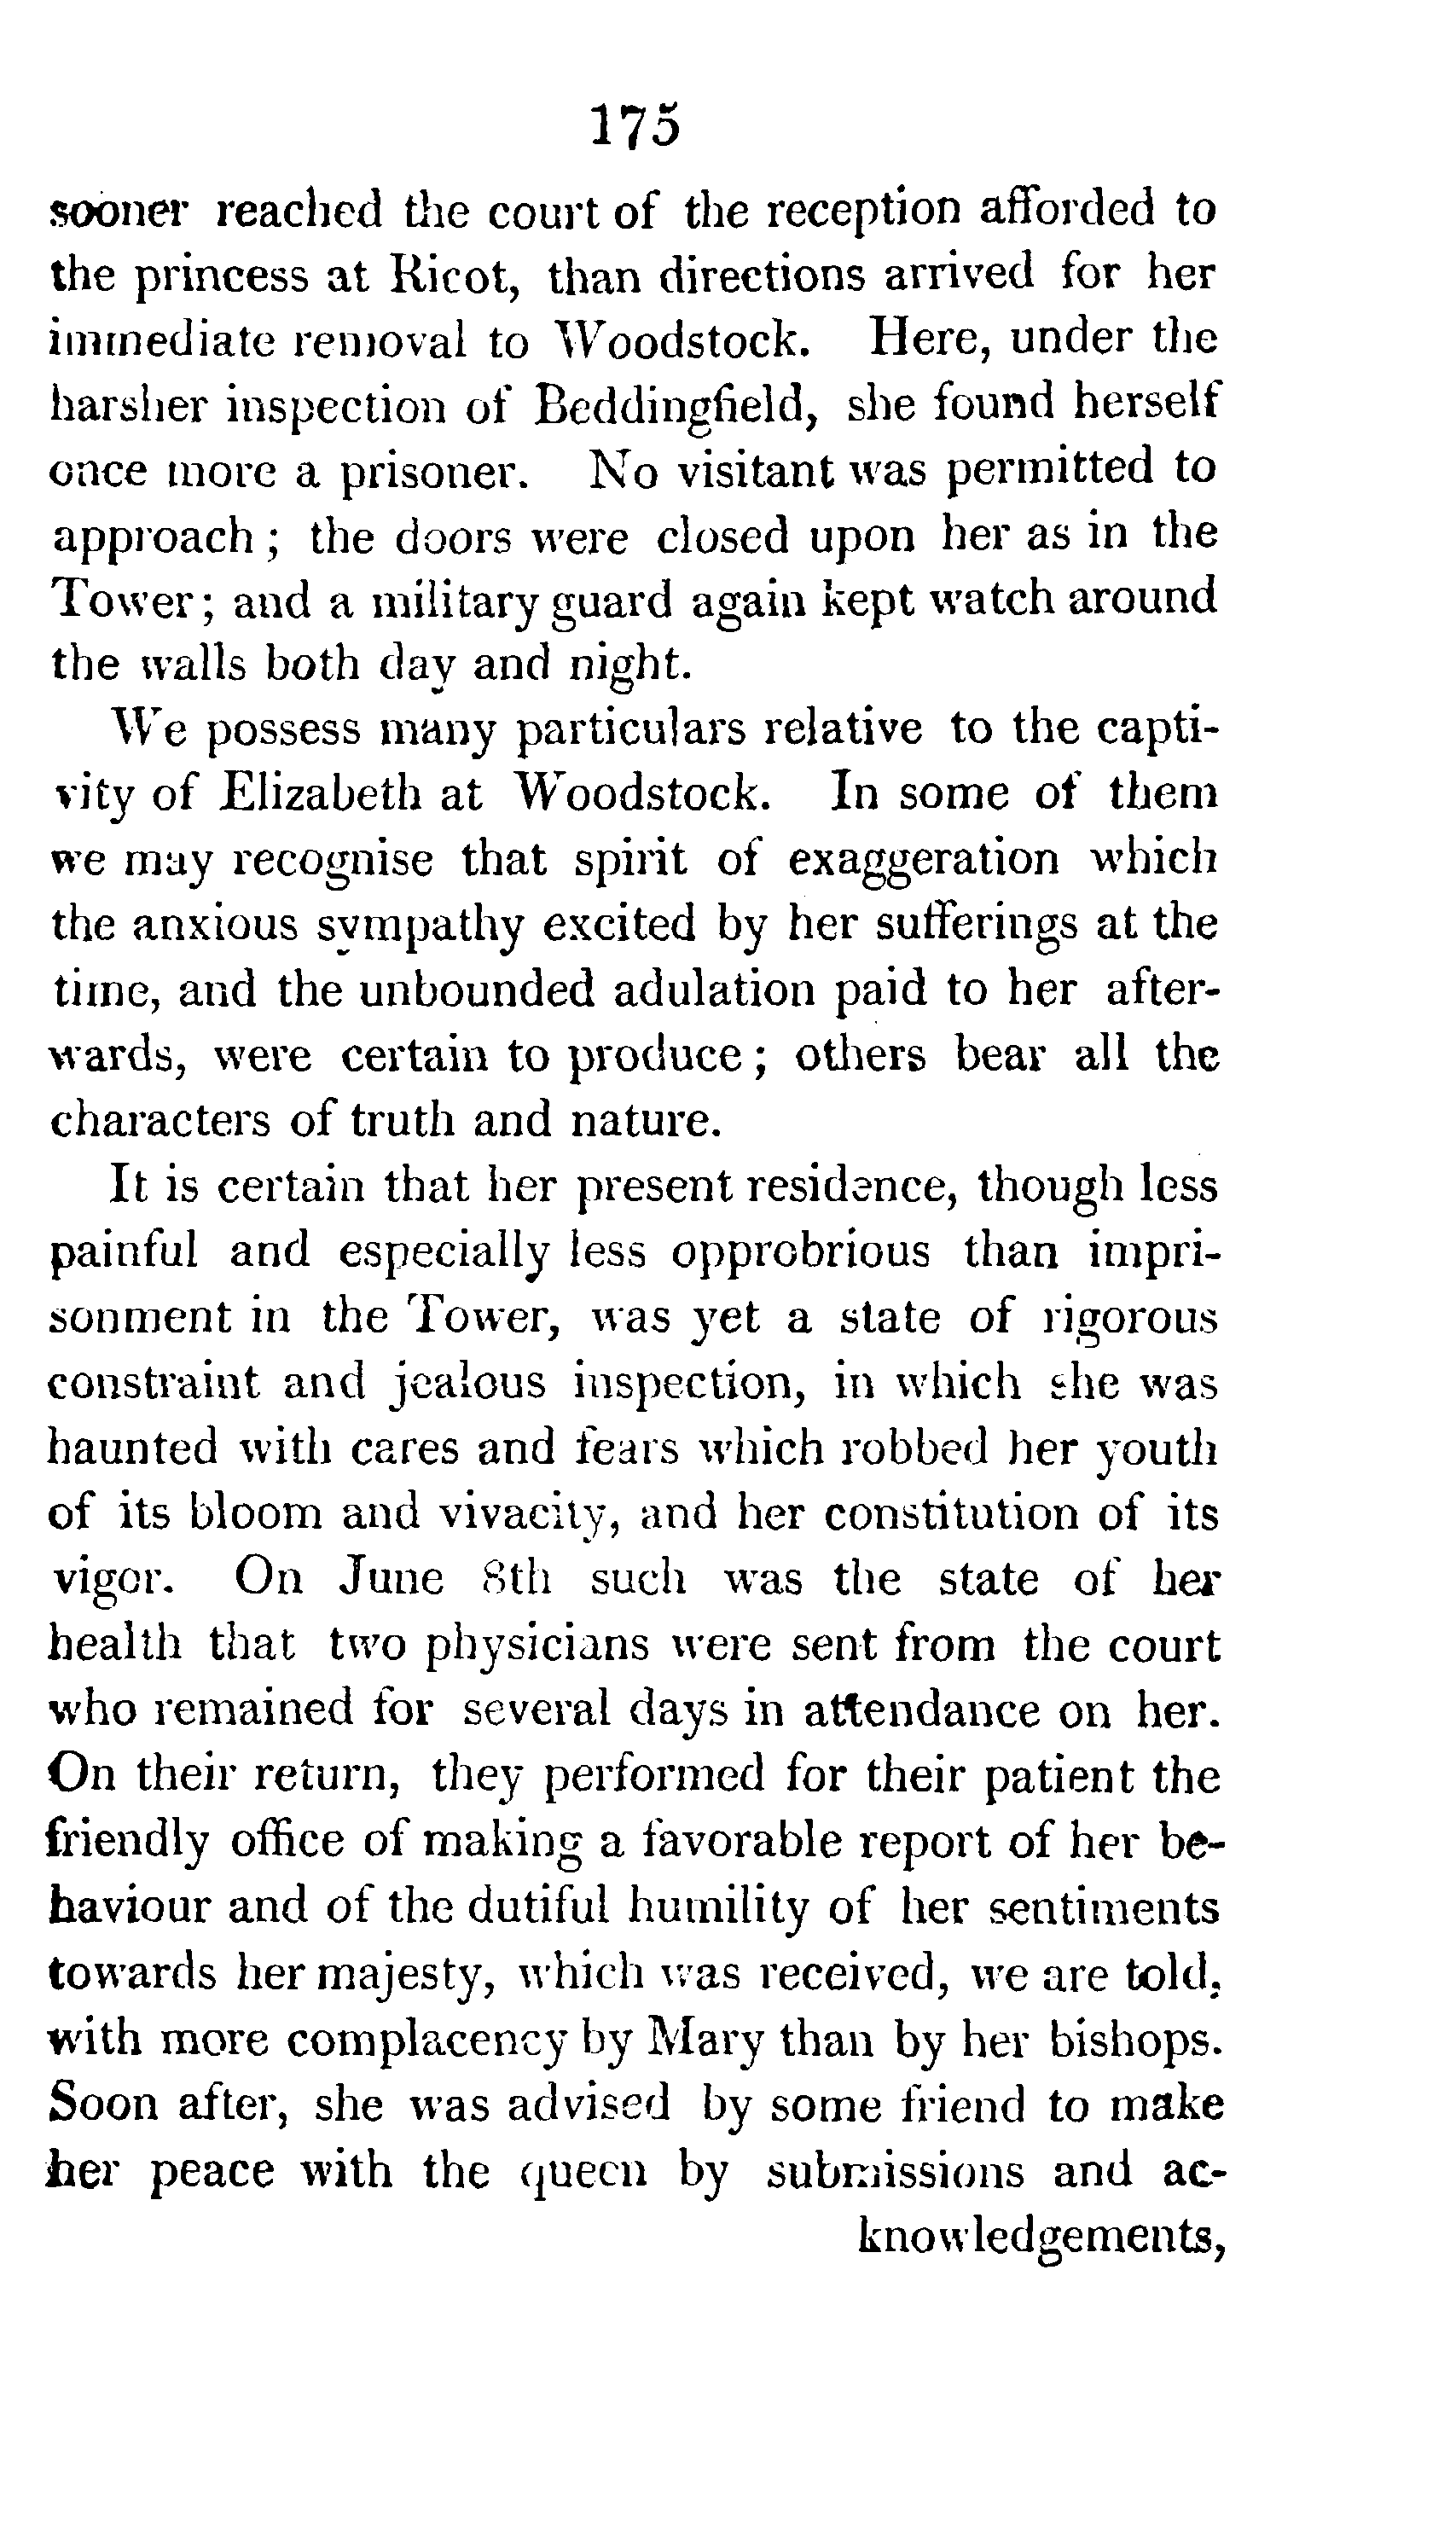 175
sooner reached the court of the reception afforded to
the princess at Ricot, than directions arrived for her
immediate removal to Woodstock. Here, under the
harsher inspection of Beddingfield, she found herself
once more a prisoner. No visitant was permitted to
approach; the doors were closed upon her as in the
Tower; and a military guard again kept watch around
the walls both day and night.
We possess many particulars relative to the capti-
vity of Elizabeth at Woodstock. In some of them
we may recognise that spirit of exaggeration which
the anxious sympathy excited by her sufferings at the
time, and the unbounded adulation paid to her after-
wards, were certain to produce; others bear all the
characters of truth and nature.
It is certain that her present residence, though less
painful and especially less opprobrious than impri-
sonment in the Tower, was yet a state of rigorous
constraint and jealous inspection, in which she was
haunted with cares and fears which robbed her youth
of its bloom and vivacity, and her constitution of its
vigor. On June 8th such was the state of her
health that two physicians were sent from the court
who remained for several days in attendance on her.
On their return, they performed for their patient the
friendly office of making a favorable report of her be-
haviour and of the dutiful humility of her sentiments
towards her majesty, which was received, we are told,
with more complacency by Mary than by her bishops.
Soon after, she was advised by some friend to make
her peace with the queen by submissions and ac-
knowledgements,